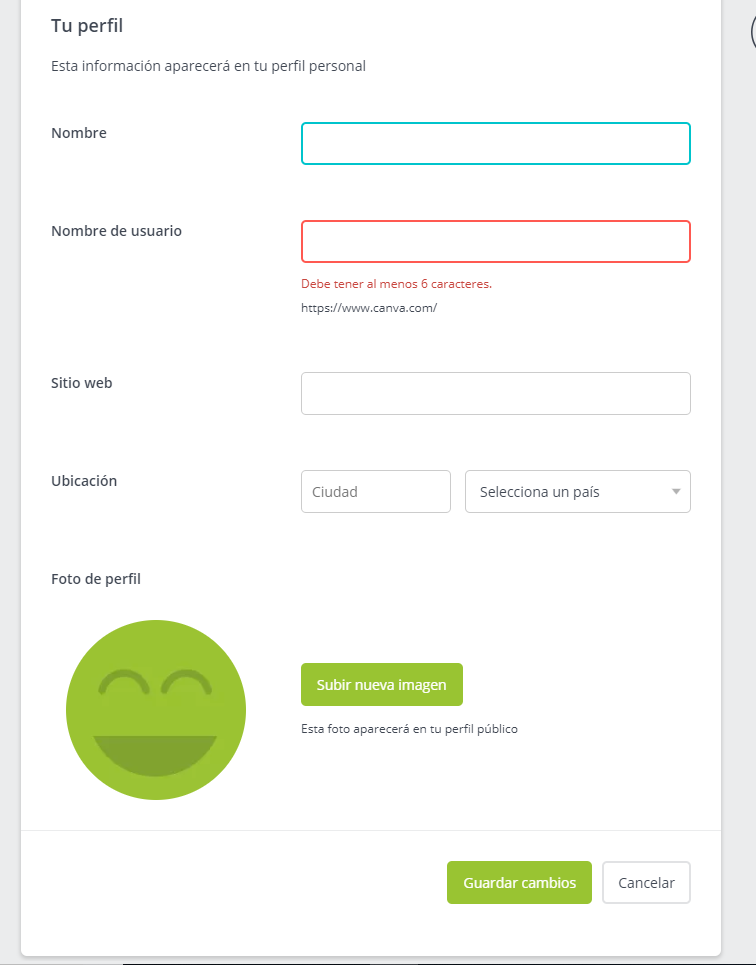 Tu perfil
Esta información aparecerá en tu perfil personal
Nombre
Nombre de usuario
Debe tener al menos 6 caracteres.
https://www.canva.com/
Sitio web
Ubicación
Ciudad
Selecciona un país
Foto de perfil
Subir nueva imagen
Esta foto aparecerá en tu perfil público
Guardar cambios
Cancelar